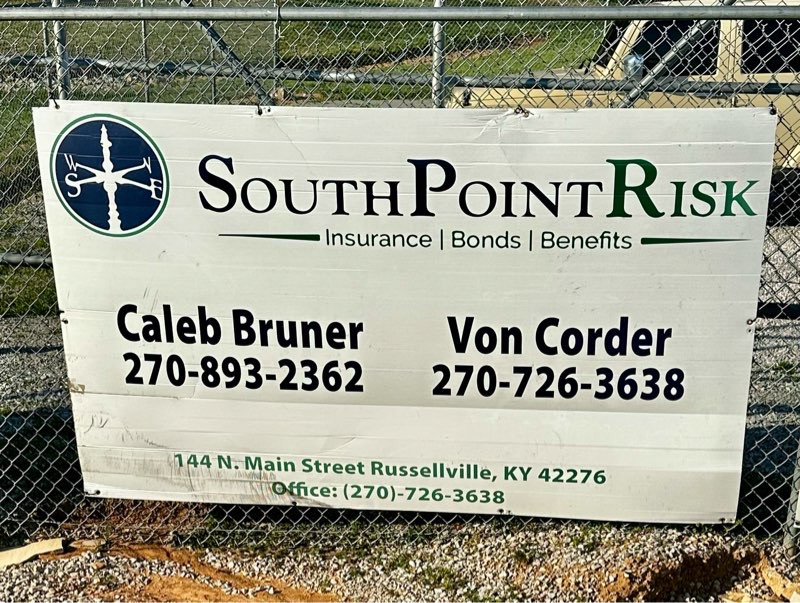 W N
S E
SOUTHPOINTRISK
Insurance | Bonds | Benefits
Caleb Bruner
270-893-2362
Von Corder
270-726-3638
144 N. Main Street Russellville, KY 42276
Office: (270)-726-3638